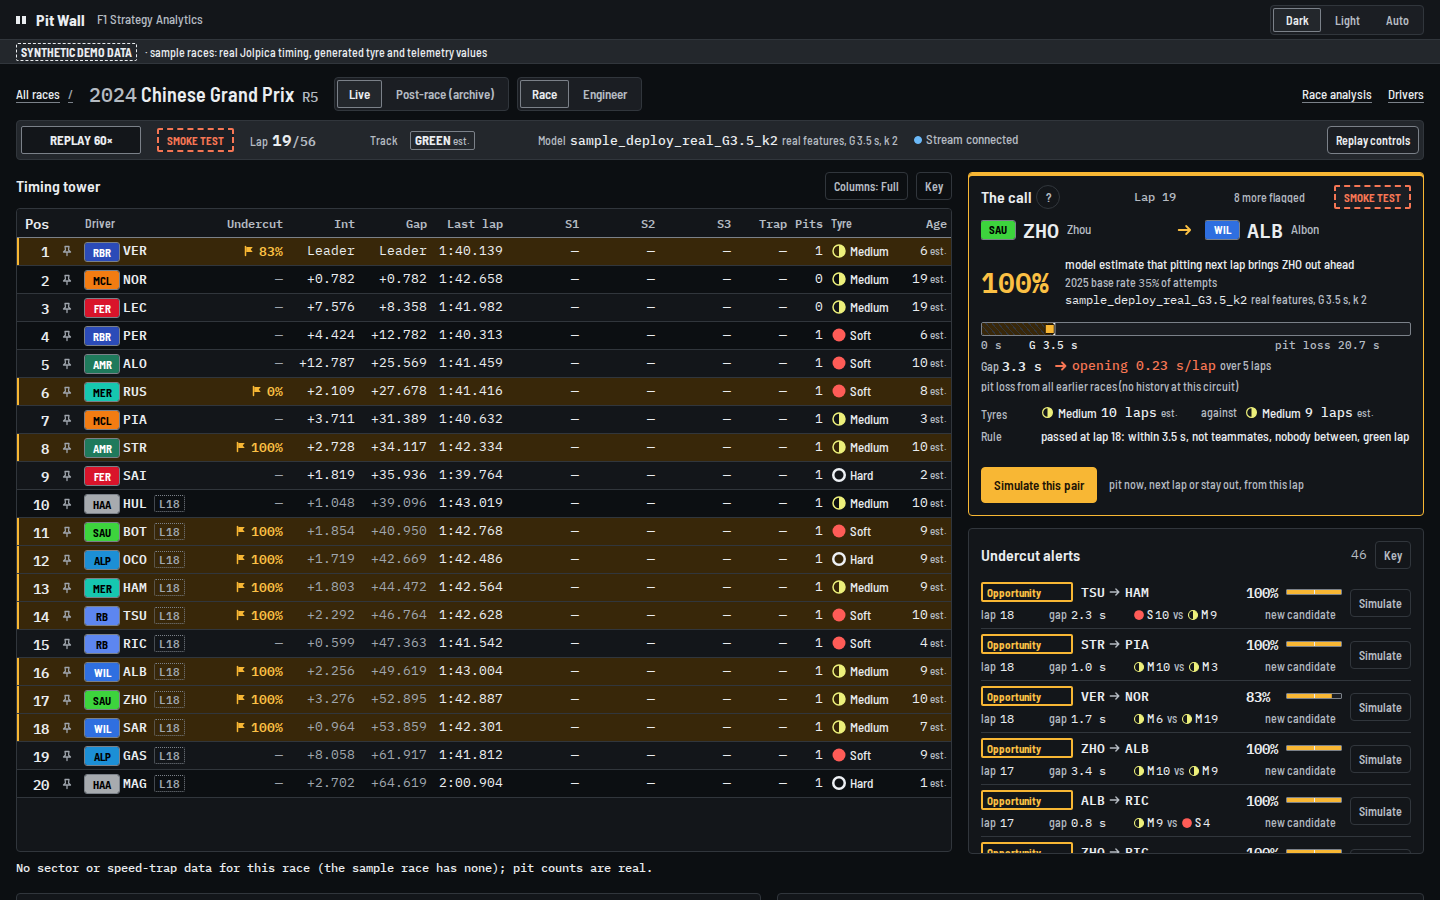 Pit Wall F1 Strategy Analytics Dark Light Auto
SYNTHETIC DEMO DATA · sample races: real Jolpica timing, generated tyre and telemetry values
All races / 2024 Chinese Grand Prix R5 Live Post-race (archive) Race Engineer Race analysis Drivers
REPLAY 60× SMOKE TEST Lap 19/56 Track GREEN est. Model sample_deploy_real_G3.5_k2 real features, G 3.5 s, k 2 Stream connected Replay controls
Timing tower Columns: Full Key
Pos Driver Undercut Int Gap Last lap S1 S2 S3 Trap Pits Tyre Age
1 RBR VER 83% Leader Leader 1:40.139 — — — — 1 Medium 6 est.
2 MCL NOR — +0.782 +0.782 1:42.658 — — — — 0 Medium 19 est.
3 FER LEC — +7.576 +8.358 1:41.982 — — — — 0 Medium 19 est.
4 RBR PER — +4.424 +12.782 1:40.313 — — — — 1 Soft 6 est.
5 AMR ALO — +12.787 +25.569 1:41.459 — — — — 1 Soft 10 est.
6 MER RUS 0% +2.109 +27.678 1:41.416 — — — — 1 Soft 8 est.
7 MCL PIA — +3.711 +31.389 1:40.632 — — — — 1 Medium 3 est.
8 AMR STR 100% +2.728 +34.117 1:42.334 — — — — 1 Medium 10 est.
9 FER SAI — +1.819 +35.936 1:39.764 — — — — 1 Hard 2 est.
10 HAA HUL L18 — +1.048 +39.096 1:43.019 — — — — 1 Medium 10 est.
11 SAU BOT L18 100% +1.854 +40.950 1:42.768 — — — — 1 Soft 9 est.
12 ALP OCO L18 100% +1.719 +42.669 1:42.486 — — — — 1 Hard 9 est.
13 MER HAM L18 100% +1.803 +44.472 1:42.564 — — — — 1 Medium 9 est.
14 RB TSU L18 100% +2.292 +46.764 1:42.628 — — — — 1 Soft 10 est.
15 RB RIC L18 — +0.599 +47.363 1:41.542 — — — — 1 Soft 4 est.
16 WIL ALB L18 100% +2.256 +49.619 1:43.004 — — — — 1 Medium 9 est.
17 SAU ZHO L18 100% +3.276 +52.895 1:42.887 — — — — 1 Medium 10 est.
18 WIL SAR L18 100% +0.964 +53.859 1:42.301 — — — — 1 Medium 7 est.
19 ALP GAS L18 — +8.058 +61.917 1:41.812 — — — — 1 Soft 9 est.
20 HAA MAG L18 — +2.702 +64.619 2:00.904 — — — — 1 Hard 1 est.
No sector or speed-trap data for this race (the sample race has none); pit counts are real.
The call ? Lap 19 8 more flagged SMOKE TEST
SAU ZHO Zhou → WIL ALB Albon
100% model estimate that pitting next lap brings ZHO out ahead
2025 base rate 35% of attempts
sample_deploy_real_G3.5_k2 real features, G 3.5 s, k 2
0 s G 3.5 s pit loss 20.7 s
Gap 3.3 s → opening 0.23 s/lap over 5 laps
pit loss from all earlier races (no history at this circuit)
Tyres Medium 10 laps est. against Medium 9 laps est.
Rule passed at lap 18: within 3.5 s, not teammates, nobody between, green lap
Simulate this pair pit now, next lap or stay out, from this lap
Undercut alerts 46 Key
Opportunity TSU → HAM 100% Simulate
lap 18 gap 2.3 s S 10 vs M 9 new candidate
Opportunity STR → PIA 100% Simulate
lap 18 gap 1.0 s M 10 vs M 3 new candidate
Opportunity VER → NOR 83% Simulate
lap 18 gap 1.7 s M 6 vs M 19 new candidate
Opportunity ZHO → ALB 100% Simulate
lap 17 gap 3.4 s M 10 vs M 9 new candidate
Opportunity ALB → RIC 100% Simulate
lap 17 gap 0.8 s M 9 vs S 4 new candidate
Opportunity ZHO → RIC 100%